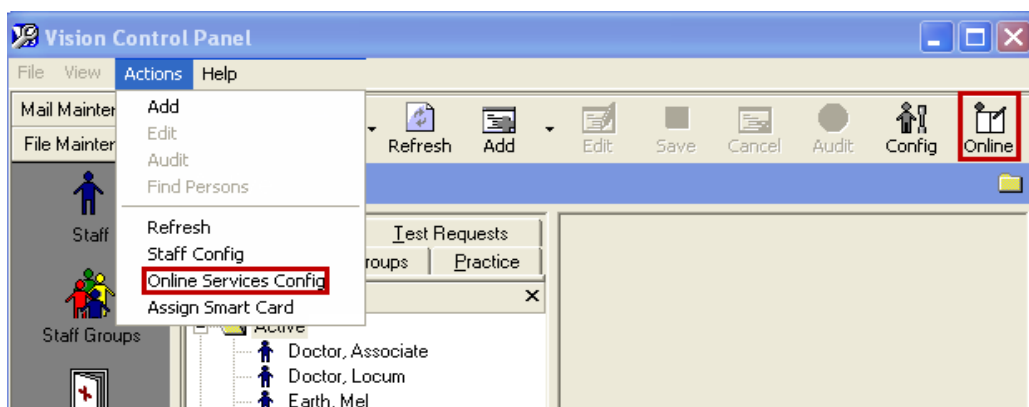 Vision Control Panel
File View Actions Help
Mail Mainter
File Mainter
Add
Edit
Audit
Find Persons
Refresh
Staff Config
Online Services Config
Assign Smart Card
Refresh Add Edit Save Cancel Audit Config Online
Staff
Staff Groups
Test Requests
roups Practice
Active
Doctor, Associate
Doctor, Locum
Earth, Mel